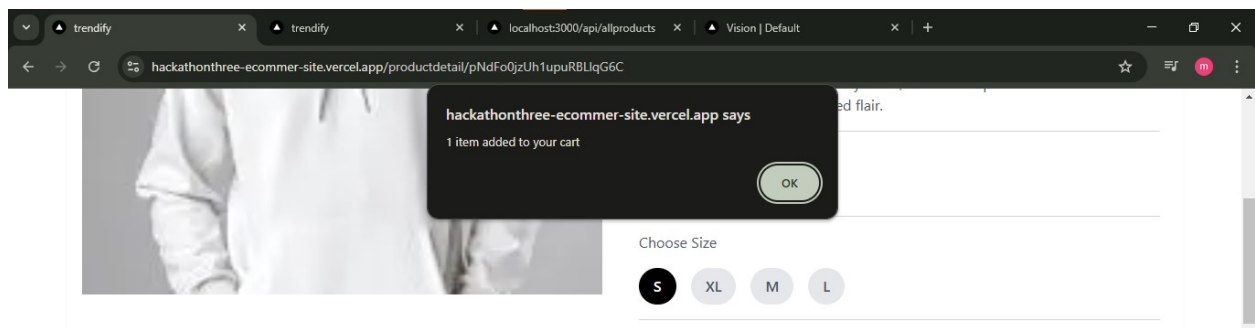 trendify
trendify
localhost:3000/api/allproducts
Vision | Default
hackathonthree-ecommer-site.vercel.app/productdetail/pNdFo0jzUh1upuRBLlqG6C
m
ed flair.
hackathonthree-ecommer-site.vercel.app says
1 item added to your cart
OK
Choose Size
S XL M L